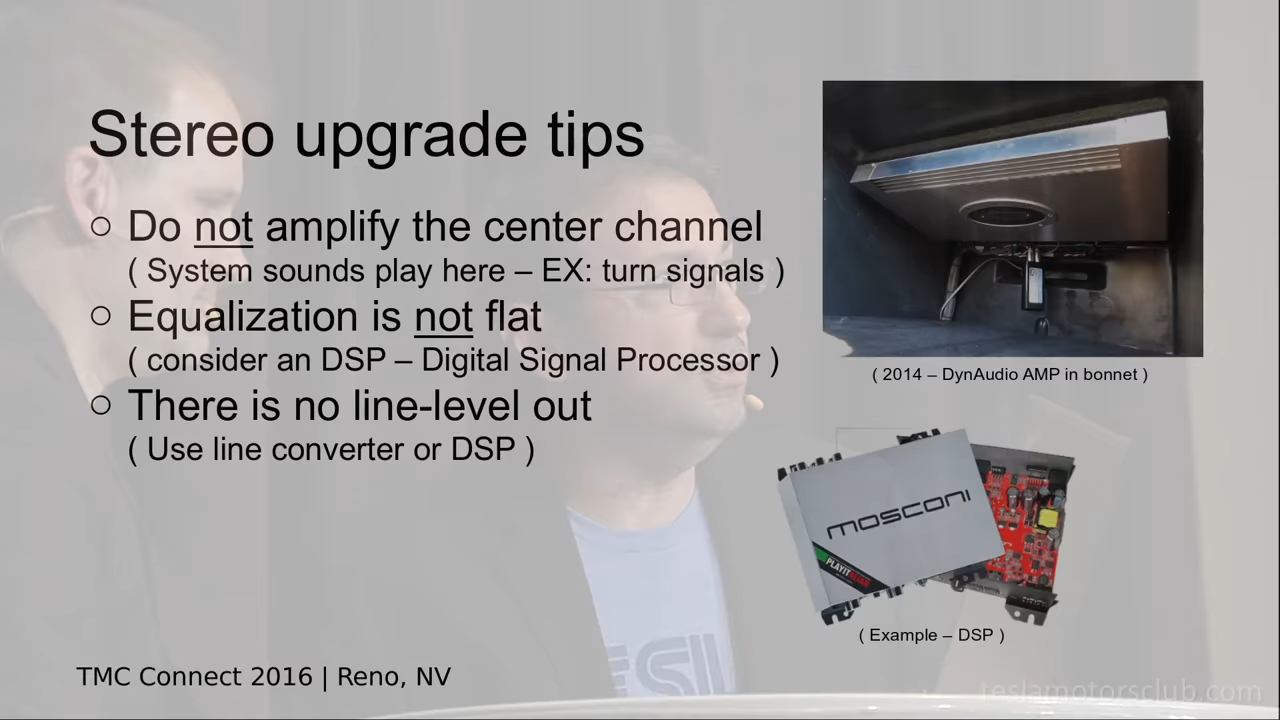 Stereo upgrade tips
○ Do not amplify the center channel
( System sounds play here – EX: turn signals )
○ Equalization is not flat
( consider an DSP – Digital Signal Processor )
○ There is no line-level out
( Use line converter or DSP )
( 2014 – DynAudio AMP in bonnet )
MOSCONI
PLAYIT
( Example – DSP )
TESL
TMC Connect 2016 | Reno, NV
teslamotorsclub.com